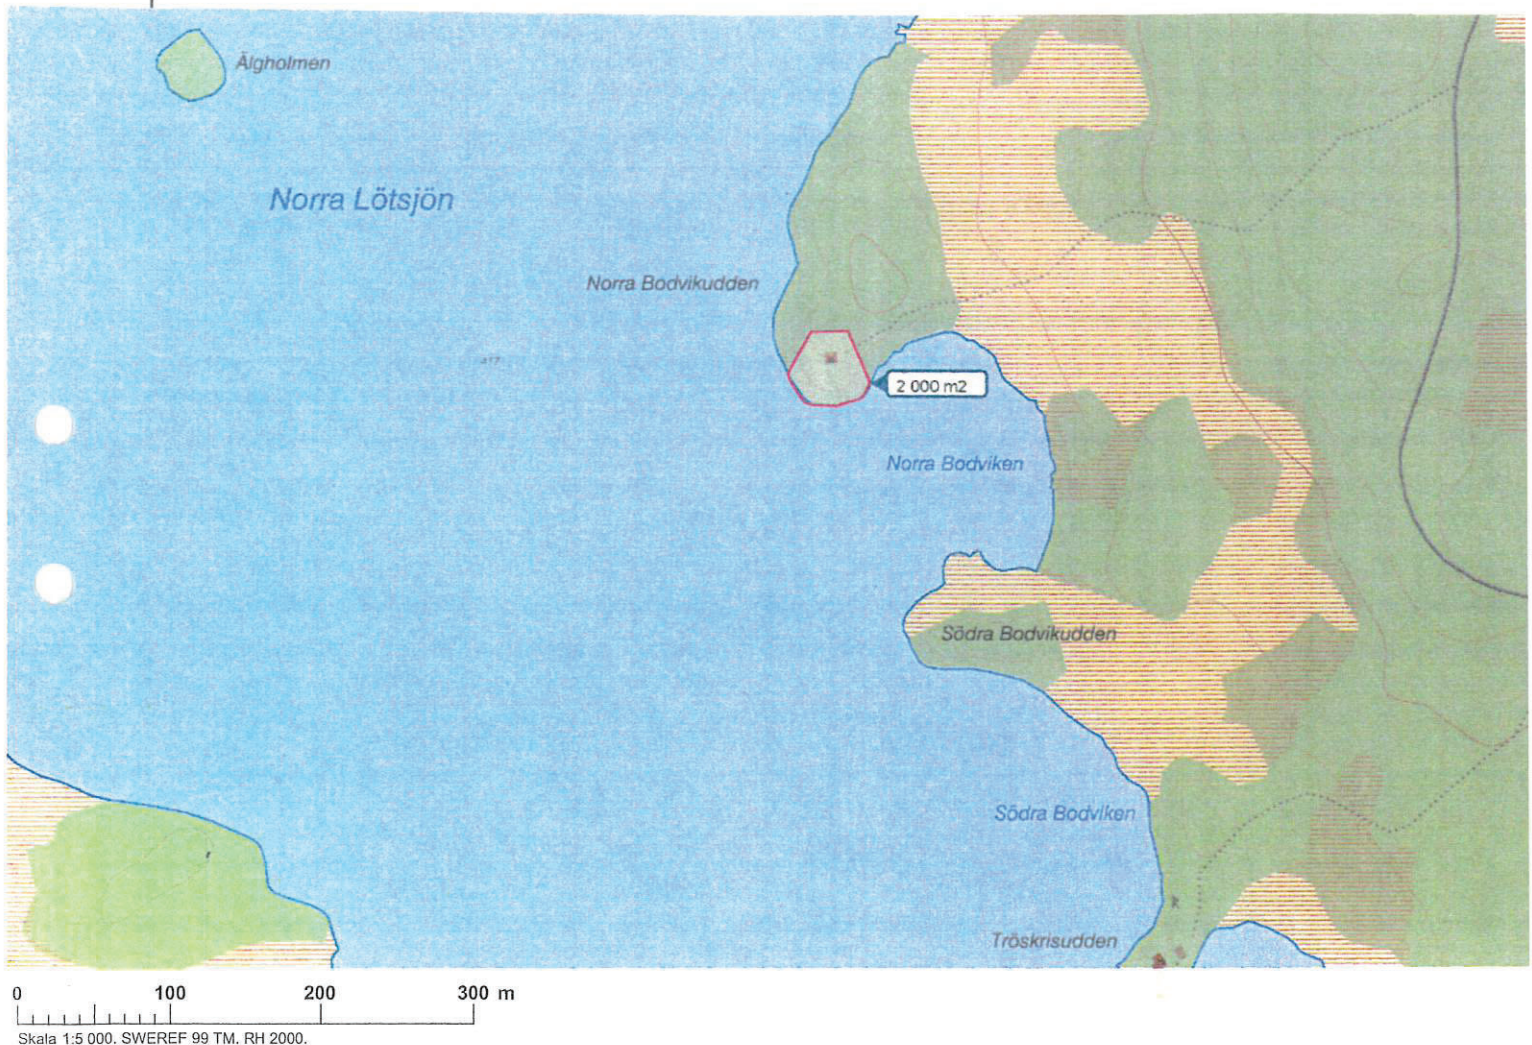 Älgholmen
Norra Lötsjön
Norra Bodvikudden
2 000 m2
Norra Bodviken
Södra Bodvikudden
Södra Bodviken
Tröskrisudden
0 100 200 300 m
Skala 1:5 000. SWEREF 99 TM. RH 2000.